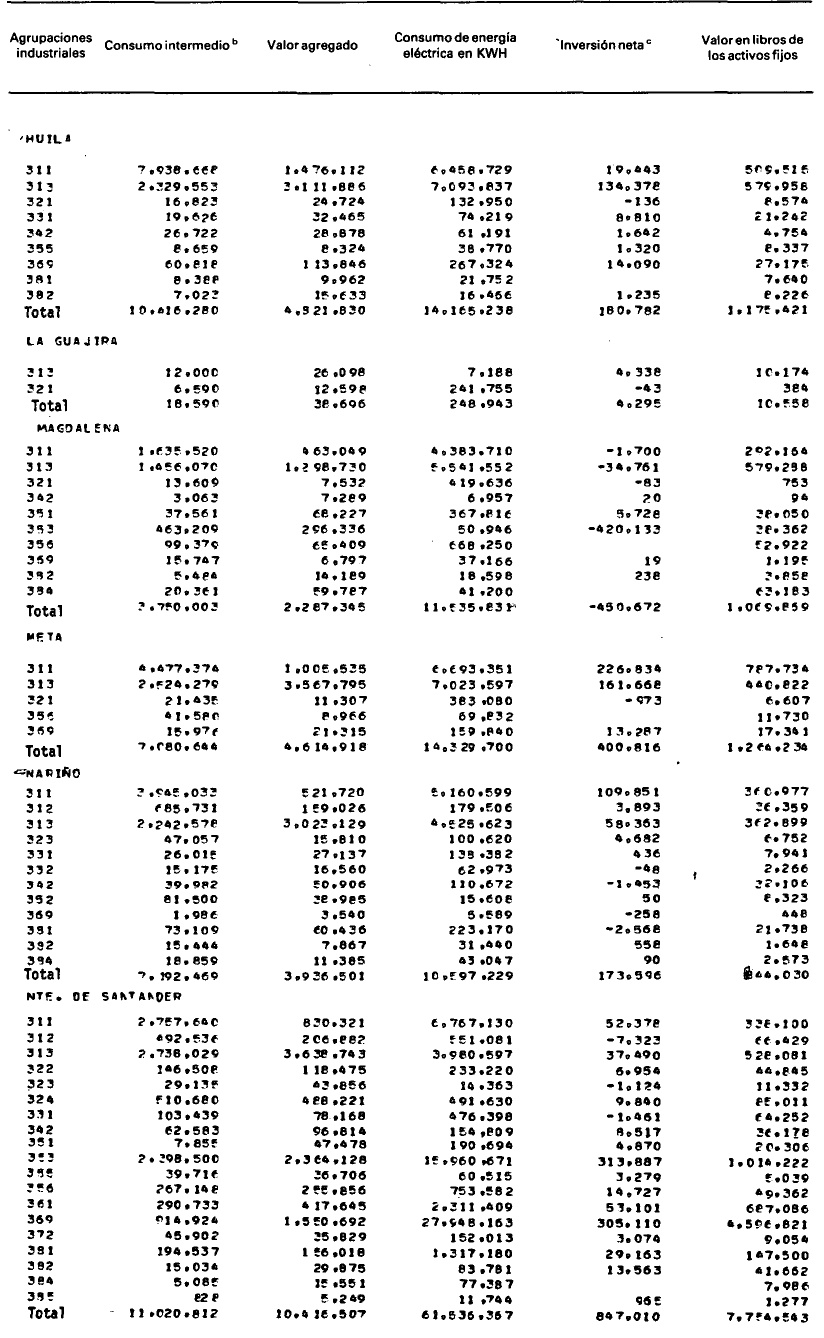 Agrupaciones industriales Consumo intermedio b Valor agregado Consumo de energía eléctrica en KWH Inversión neta c Valor en libros de los activos fijos
HUILA
311 7.938.668 1.476.112 6.458.729 19.443 509.515
313 2.329.553 3.111.886 7.093.837 134.378 579.958
321 16.823 24.724 132.950 -136 8.574
331 19.626 32.465 74.219 8.810 21.242
342 26.722 28.878 61.191 1.642 4.754
355 8.659 8.324 38.770 1.320 8.337
369 60.818 113.846 267.324 14.090 27.175
381 8.388 9.962 21.752 7.640
382 7.023 15.633 16.466 1.235 8.226
Total 10.416.280 4.821.830 14.165.238 180.782 1.175.421
LA GUAJIRA
313 12.000 26.098 7.188 4.338 10.174
321 6.590 12.598 241.755 -43 384
Total 18.590 38.696 248.943 4.295 10.558
MAGDALENA
311 1.635.520 463.049 4.383.710 -1.700 292.164
313 1.456.070 1.298.730 5.541.552 -34.761 579.278
321 13.609 7.532 419.636 -83 753
342 3.063 7.289 6.957 20 94
351 37.561 68.227 367.816 5.728 38.050
353 463.209 296.336 50.946 -420.133 38.362
356 99.379 65.409 668.250 52.922
369 15.747 6.797 37.166 19 1.195
382 5.484 14.189 18.598 238 3.858
384 20.361 59.787 41.200 63.183
Total 3.750.003 2.287.345 11.535.831 -450.672 1.069.859
META
311 4.477.374 1.005.535 6.693.351 226.834 787.734
313 2.524.279 3.567.795 7.023.597 161.668 440.822
321 21.435 11.307 383.080 -973 6.607
356 41.580 8.966 69.832 11.730
369 15.976 21.315 159.840 13.287 17.341
Total 7.080.644 4.614.918 14.329.700 400.816 1.264.234
NARIÑO
311 3.945.033 521.720 5.160.599 109.851 360.977
312 685.731 159.026 179.506 3.893 36.359
313 2.242.578 3.023.129 4.525.623 58.363 362.899
323 47.057 15.810 100.620 4.682 6.752
331 26.015 27.137 138.382 436 7.941
332 15.175 16.560 62.973 -48 2.266
342 39.982 50.906 110.672 -1.453 32.106
352 81.500 38.985 15.608 50 8.323
369 1.986 3.540 5.589 -258 448
381 73.109 60.436 223.170 -2.568 21.738
382 15.444 7.867 31.440 558 1.648
384 18.859 11.385 43.047 90 2.573
Total 7.192.469 3.936.501 10.597.229 173.596 844.030
NTE. DE SANTANDER
311 2.757.640 830.321 6.767.130 52.378 338.100
312 492.536 206.882 551.081 -7.323 66.429
313 2.738.029 3.638.743 3.980.597 37.490 528.081
322 146.508 118.475 233.220 6.954 44.845
323 29.135 43.856 14.363 -1.124 11.332
324 510.680 488.221 491.630 9.840 85.011
331 103.439 78.168 476.398 -1.461 64.252
342 62.583 96.814 154.809 8.517 36.178
351 7.855 47.478 190.694 4.870 20.306
353 2.398.500 2.364.128 15.960.671 313.887 1.014.222
355 39.716 36.706 60.515 3.279 5.039
356 267.148 255.856 753.582 14.727 49.362
361 290.733 417.645 2.311.409 53.101 687.086
369 914.924 1.550.692 27.948.163 305.110 4.596.821
372 45.902 35.829 152.013 3.074 9.054
381 194.537 156.018 1.317.180 29.163 147.500
382 15.034 29.875 83.781 13.563 41.662
384 5.085 15.551 77.387 7.986
385 828 5.249 11.744 965 1.277
Total 11.020.812 10.416.507 61.536.367 847.010 7.754.543